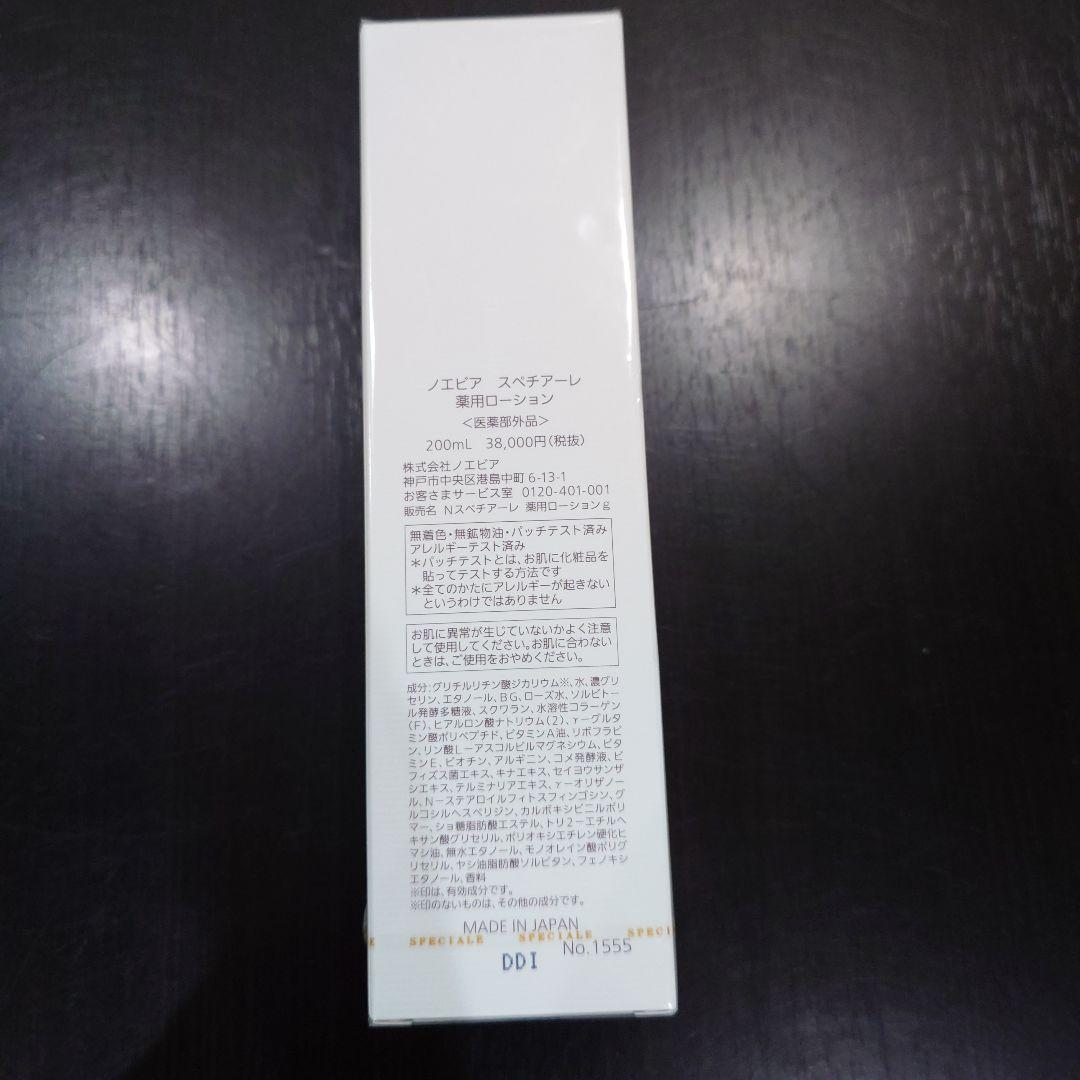 ノエビア スペチアーレ
薬用ローション
<医薬部外品>
200mL 38,000円(税抜)
株式会社ノエビア
神戸市中央区港島中町6-13-1
お客さまサービス室 0120-401-001
販売名 Nスペチアーレ 薬用ローションg
無着色・無鉱物油・パッチテスト済み
アレルギーテスト済み
*パッチテストとは、お肌に化粧品を
貼ってテストする方法です
*全てのかたにアレルギーが起きない
というわけではありません
お肌に異常が生じていないかよく注意
して使用してください。お肌に合わない
ときは、ご使用をおやめください。
成分:グリチルリチン酸ジカリウム※、水、濃グリ
セリン、エタノール、BG、ローズ水、ソルビトー
ル発酵多糖液、スクワラン、水溶性コラーゲン
(F)、ヒアルロン酸ナトリウム(2)、γーグルタ
ミン酸ポリペプチド、ビタミンA油、リボフラビ
ン、リン酸Lーアスコルビルマグネシウム、ビタ
ミンE、ビオチン、アルギニン、コメ発酵液、ビ
フィズス菌エキス、キナエキス、セイヨウサンザ
シエキス、テルミナリアエキス、γーオリザノー
ル、Nーステアロイルフィトスフィンゴシン、グ
ルコシルヘスペリジン、カルボキシビニルポリ
マー、ショ糖脂肪酸エステル、トリ2ーエチルヘ
キサン酸グリセリル、ポリオキシエチレン硬化ヒ
マシ油、無水エタノール、モノオレイン酸ポリグ
リセリル、ヤシ油脂肪酸ソルビタン、フェノキシ
エタノール、香料
※印は、有効成分です。
※印のないものは、その他の成分です。
MADE IN JAPAN
E SPECIALE SPECIALE SPECI
No.1555
DDI